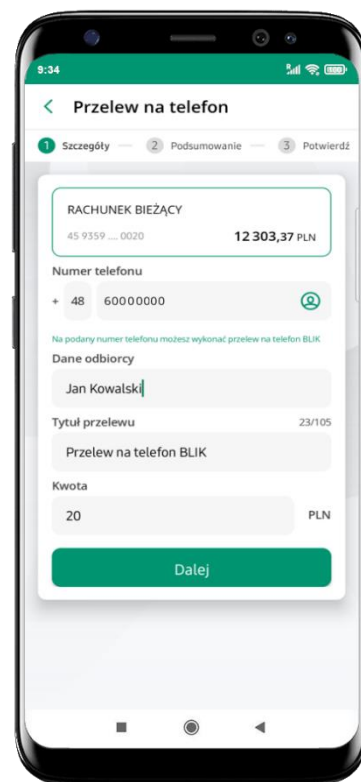 9:34
Przelew na telefon
1 Szczegóły 2 Podsumowanie 3 Potwierdź
RACHUNEK BIEŻĄCY
45 9359 .... 0020 12 303,37 PLN
Numer telefonu
+ 48 60000000
Na podany numer telefonu możesz wykonać przelew na telefon BLIK
Dane odbiorcy
Jan Kowalski
Tytuł przelewu 23/105
Przelew na telefon BLIK
Kwota
20 PLN
Dalej